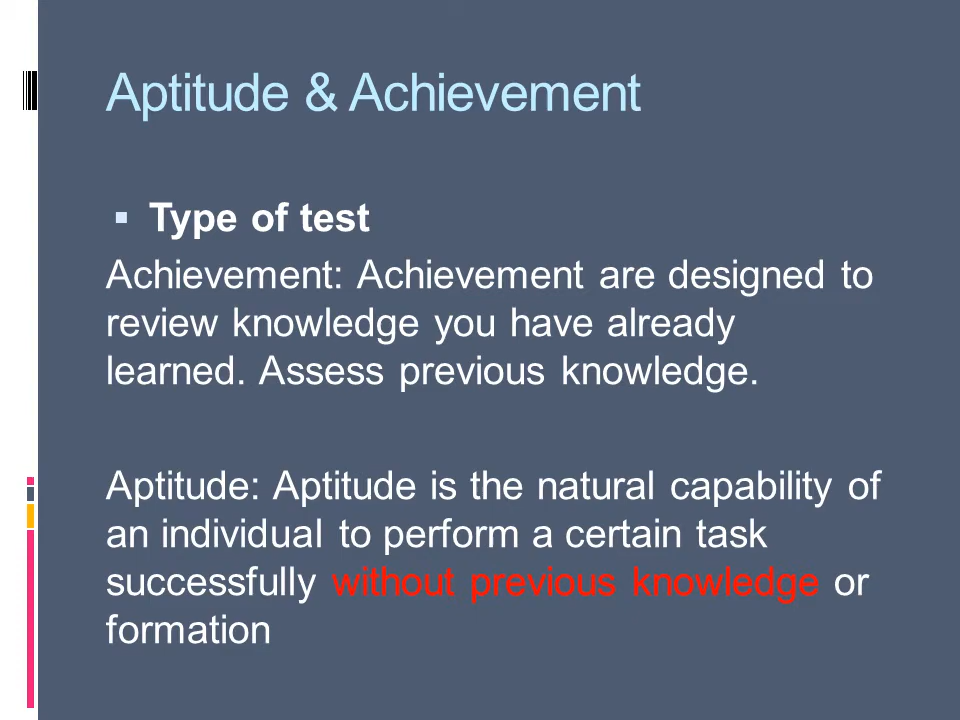 Aptitude & Achievement
▪ Type of test
Achievement: Achievement are designed to
review knowledge you have already
learned. Assess previous knowledge.
Aptitude: Aptitude is the natural capability of
an individual to perform a certain task
successfully without previous knowledge or
formation